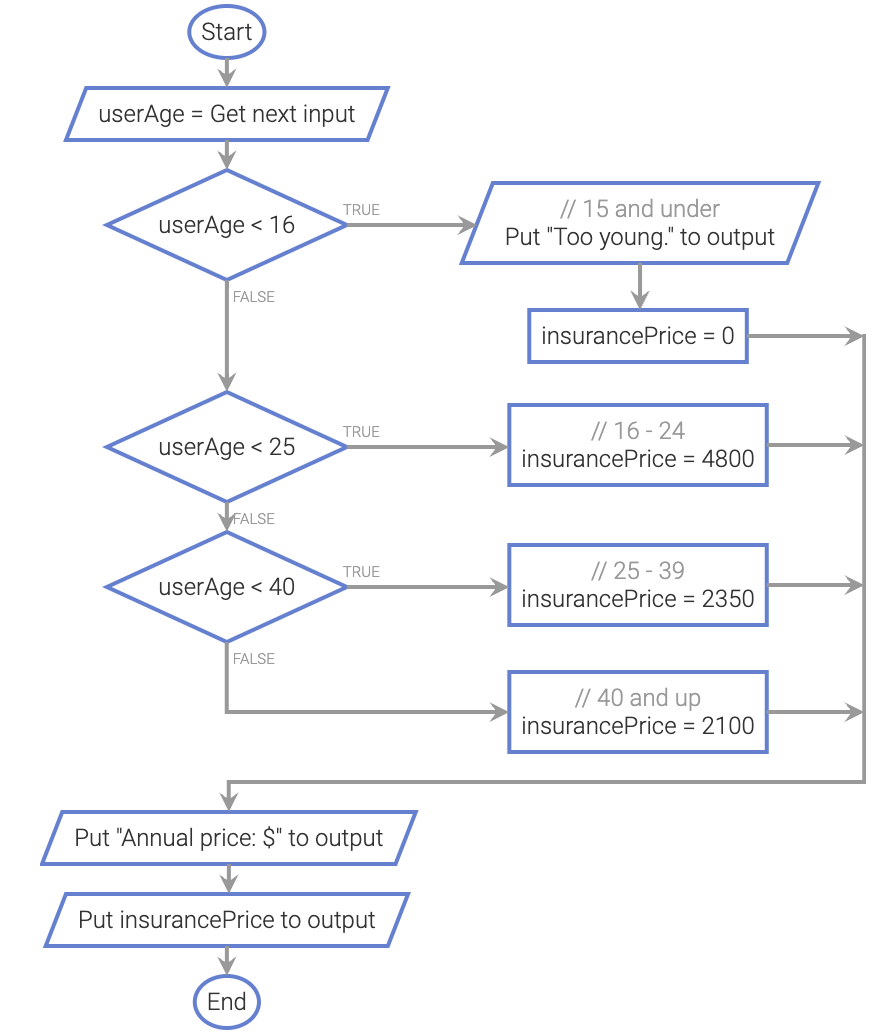 Start
userAge = Get next input
userAge < 16
TRUE
// 15 and under
Put "Too young." to output
FALSE
insurancePrice = 0
userAge < 25
TRUE
// 16 - 24
insurancePrice = 4800
FALSE
userAge < 40
TRUE
// 25 - 39
insurancePrice = 2350
FALSE
// 40 and up
insurancePrice = 2100
Put "Annual price: $" to output
Put insurancePrice to output
End